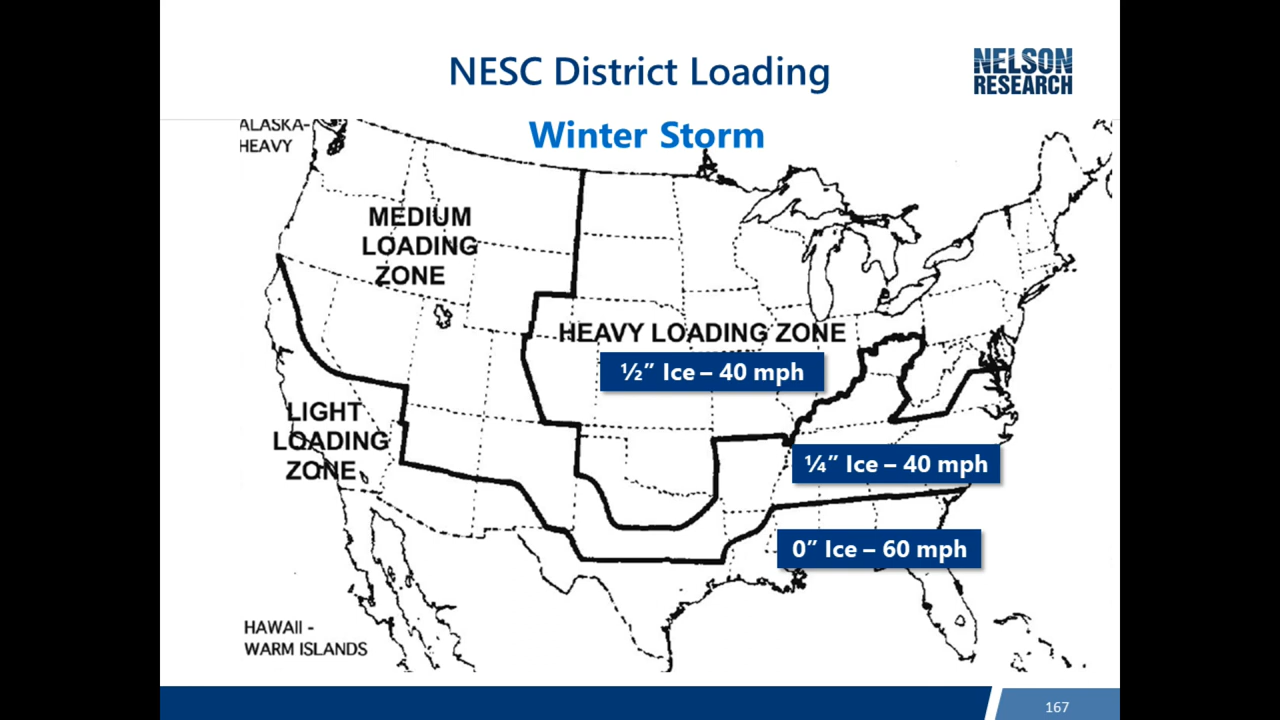 NESC District Loading
NELSON
RESEARCH
Winter Storm
ALASKA-
HEAVY
MEDIUM
LOADING
ZONE
HEAVY LOADING ZONE
½” Ice – 40 mph
LIGHT
LOADING
ZONE
¼” Ice – 40 mph
0” Ice – 60 mph
HAWAII -
WARM ISLANDS
167